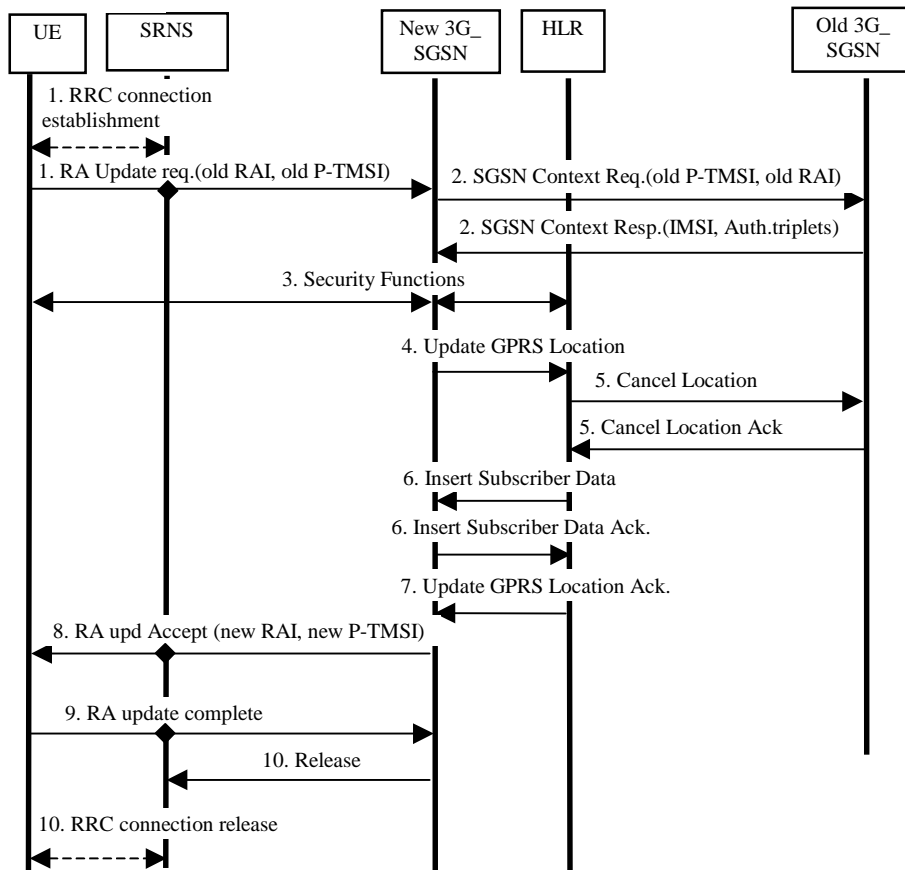 UE
SRNS
New 3G_
SGSN
HLR
Old 3G_
SGSN
1. RRC connection
establishment
1. RA Update req.(old RAI, old P-TMSI)
2. SGSN Context Req.(old P-TMSI, old RAI)
2. SGSN Context Resp.(IMSI, Auth.triplets)
3. Security Functions
4. Update GPRS Location
5. Cancel Location
5. Cancel Location Ack
6. Insert Subscriber Data
6. Insert Subscriber Data Ack.
7. Update GPRS Location Ack.
8. RA upd Accept (new RAI, new P-TMSI)
9. RA update complete
10. Release
10. RRC connection release